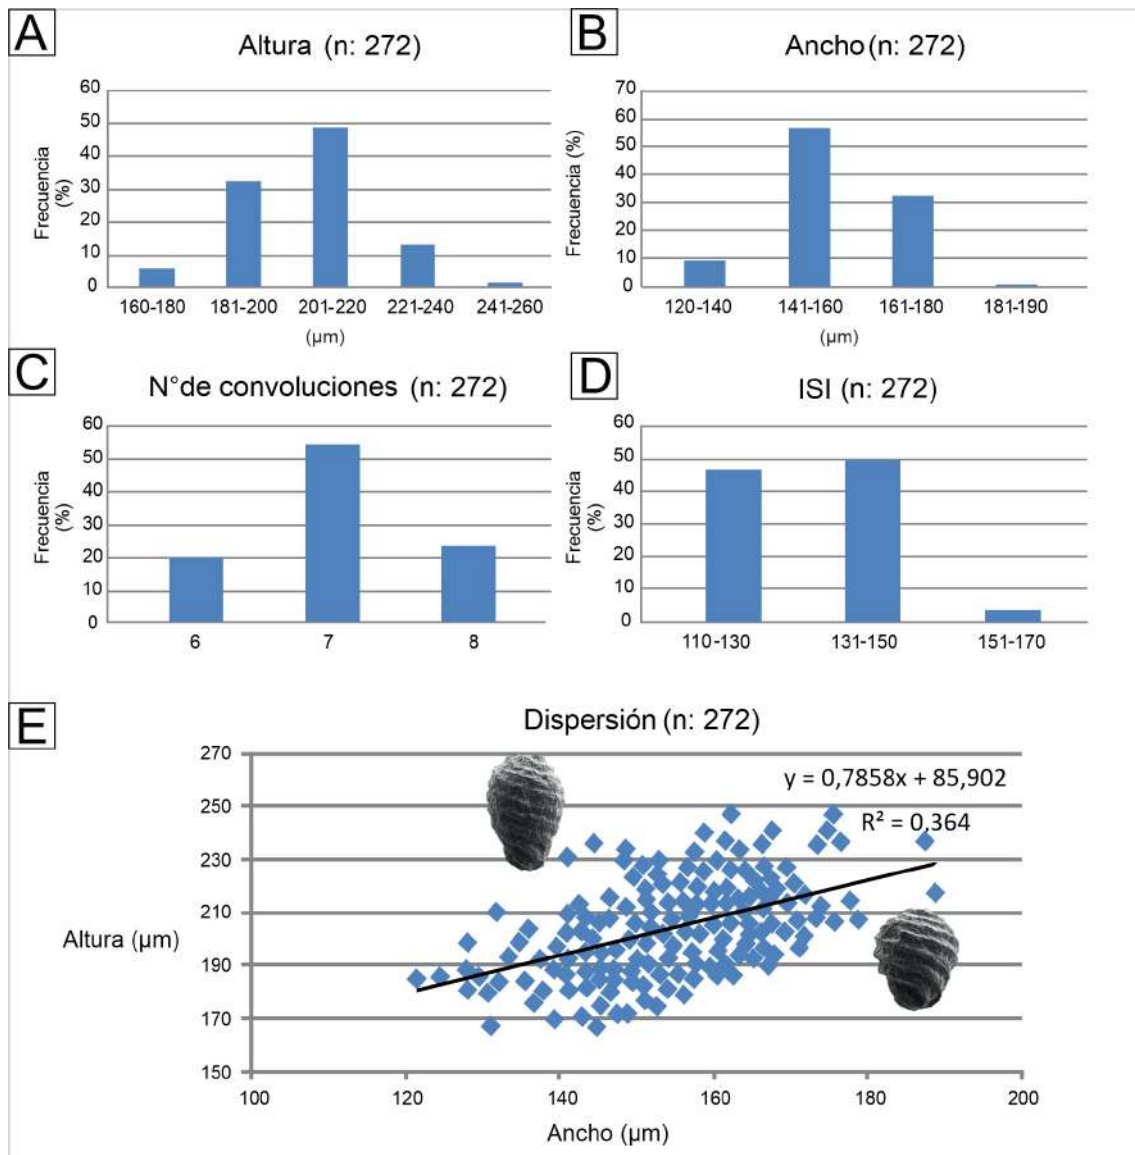 A
Altura (n: 272)
Frecuencia
(%)
60
50
40
30
20
10
0
160-180 181-200 201-220 221-240 241-260
(µm)
B
Ancho (n: 272)
Frecuencia (%)
70
60
50
40
30
20
10
0
120-140 141-160 161-180 181-190
(µm)
C
N°de convoluciones (n: 272)
Frecuencia
(%)
60
50
40
30
20
10
0
6 7 8
D
ISI (n: 272)
Frecuencia
(%)
60
50
40
30
20
10
0
110-130 131-150 151-170
E
Dispersión (n: 272)
y = 0,7858x + 85,902
R² = 0,364
Altura (µm)
270
250
230
210
190
170
150
100 120 140 160 180 200
Ancho (µm)